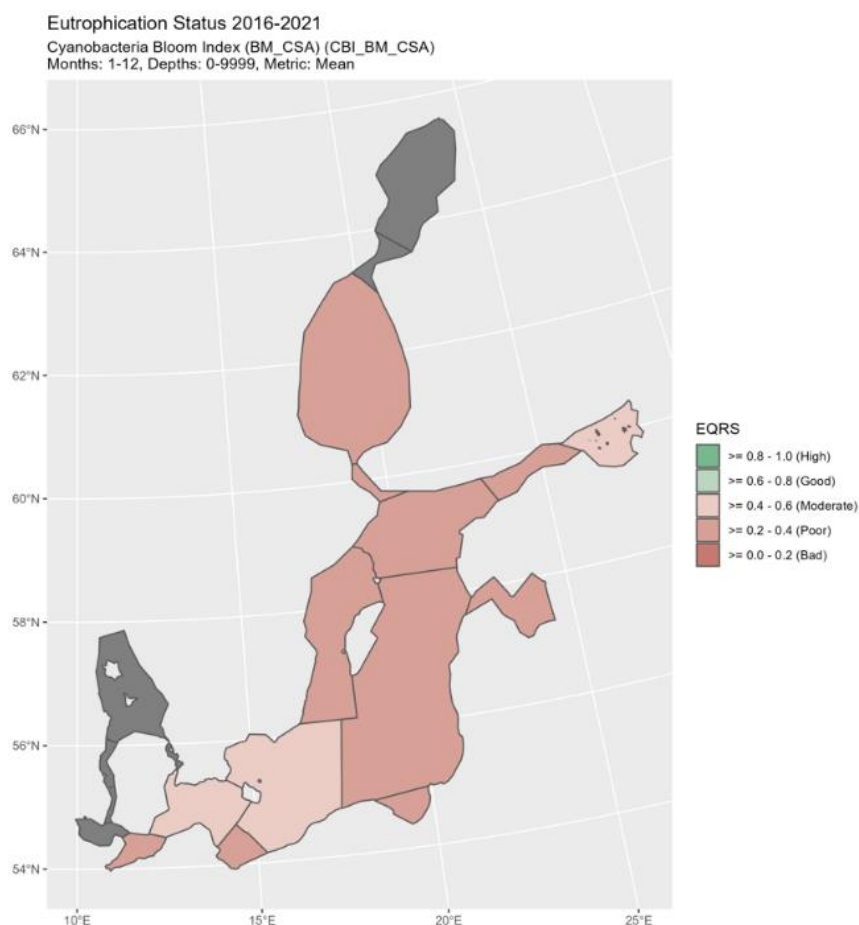 Eutrophication Status 2016-2021
Cyanobacteria Bloom Index (BM_CSA) (CBI_BM_CSA)
Months: 1-12, Depths: 0-9999, Metric: Mean
66°N
64°N
62°N
60°N
58°N
56°N
54°N
10°E
15°E
20°E
25°E
EQRS
>= 0.8 - 1.0 (High)
>= 0.6 - 0.8 (Good)
>= 0.4 - 0.6 (Moderate)
>= 0.2 - 0.4 (Poor)
>= 0.0 - 0.2 (Bad)